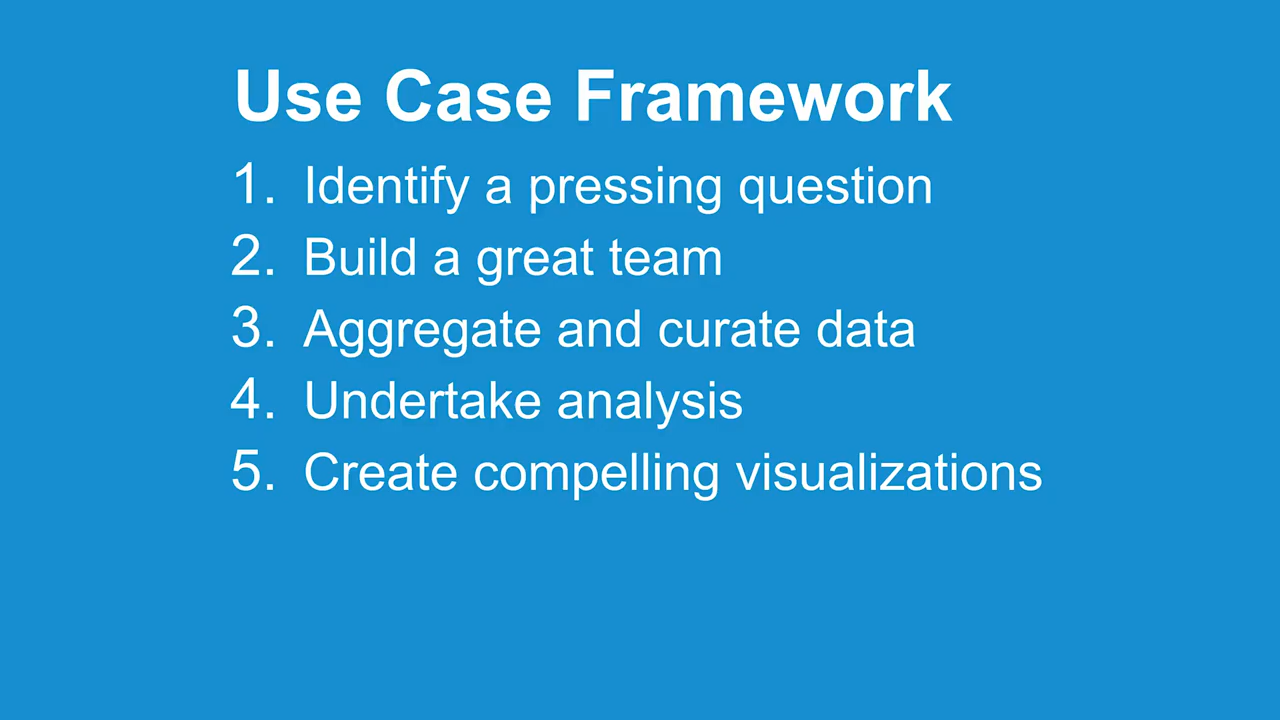 Use Case Framework
1. Identify a pressing question
2. Build a great team
3. Aggregate and curate data
4. Undertake analysis
5. Create compelling visualizations